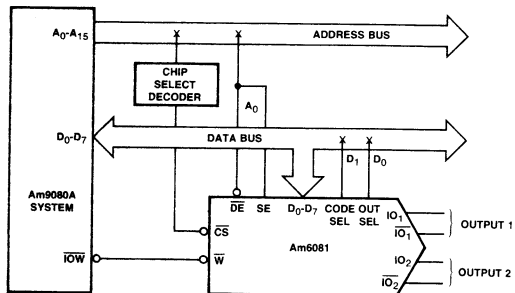 A0-A15
ADDRESS BUS
CHIP
SELECT
DECODER
A0
D0-D7
DATA BUS
D1
D0
Am9080A
SYSTEM
DE
SE
D0-D7
CODE
SEL
OUT
SEL
IO1
IO1
OUTPUT 1
CS
Am6081
IOW
W
IO2
IO2
OUTPUT 2